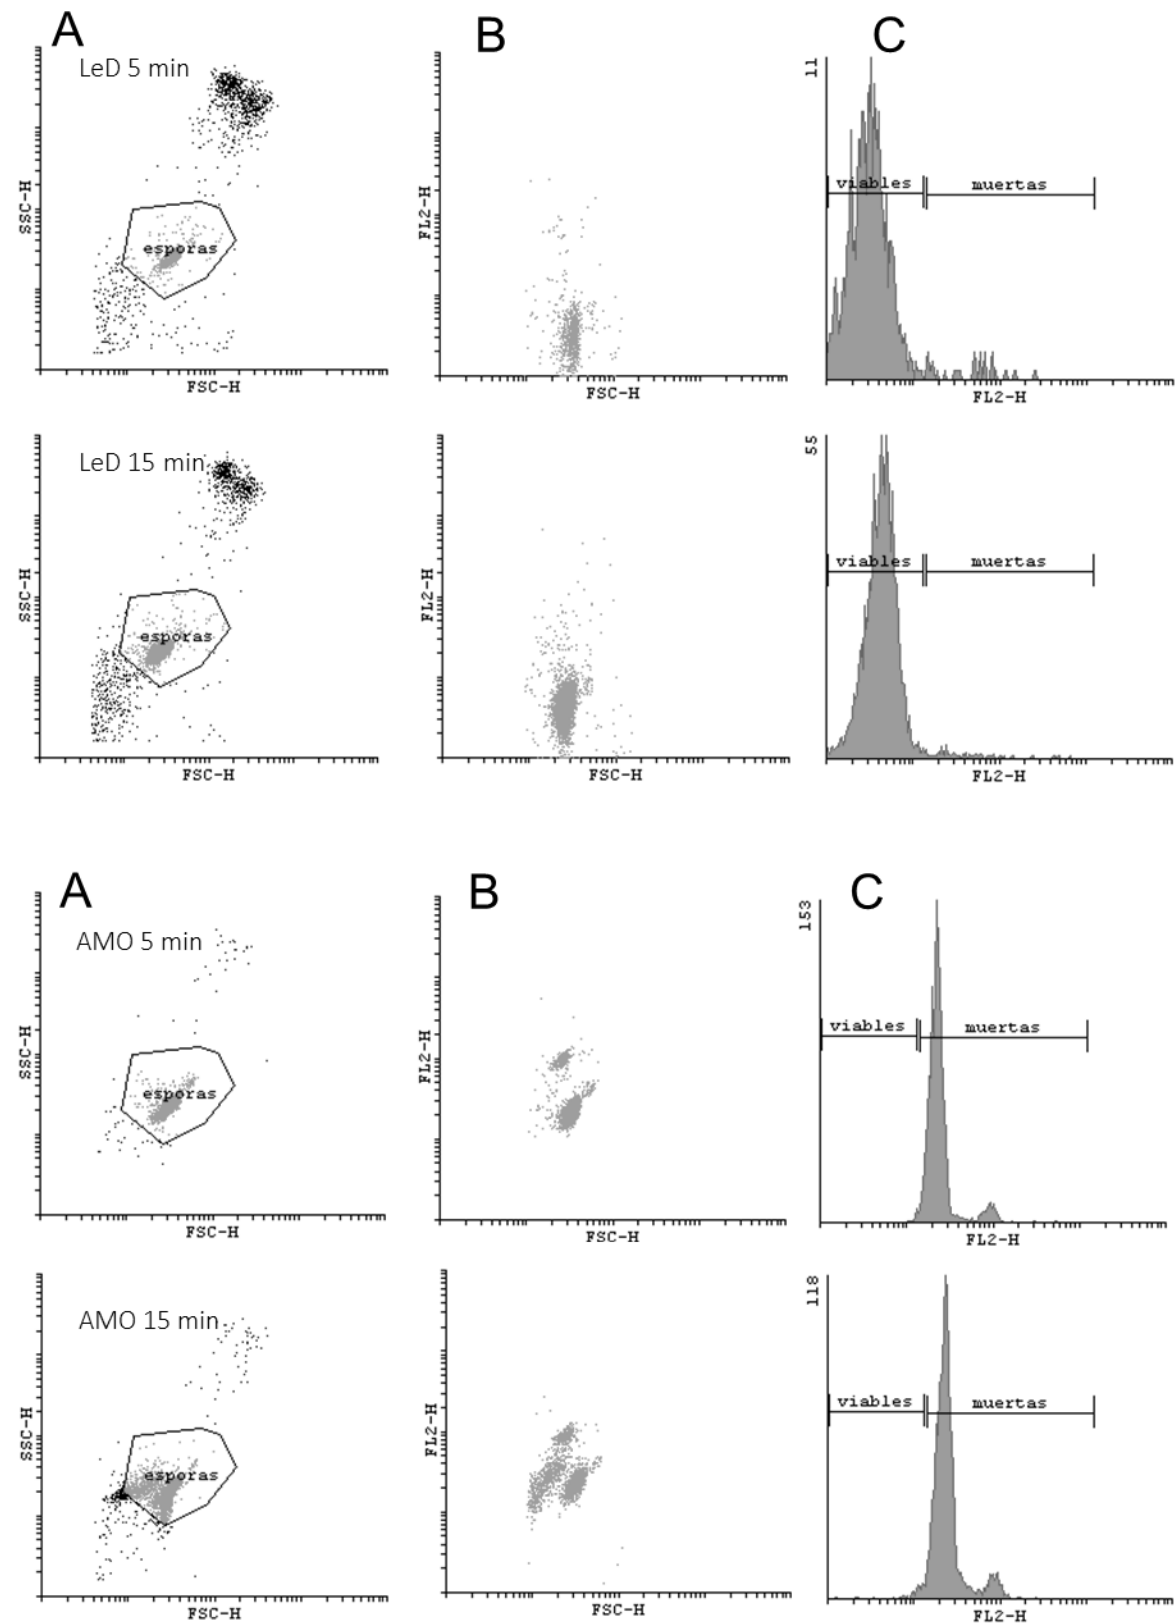 A B C
LeD 5 min
SSC-H
esporas
FSC-H
FL2-H
FSC-H
11
viables muertas
FL2-H
LeD 15 min
SSC-H
esporas
FSC-H
FL2-H
FSC-H
55
viables muertas
FL2-H
A B C
AMO 5 min
SSC-H
esporas
FSC-H
FL2-H
FSC-H
153
viables muertas
FL2-H
AMO 15 min
SSC-H
esporas
FSC-H
FL2-H
FSC-H
118
viables muertas
FL2-H